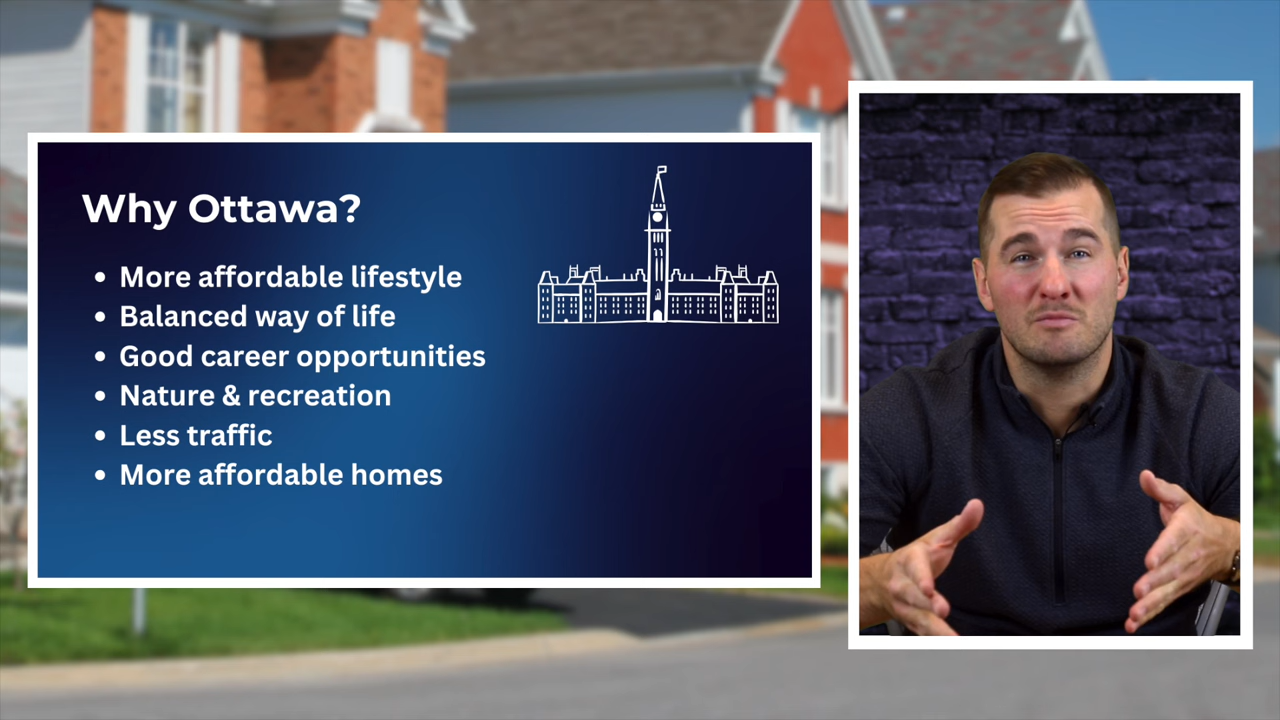 Why Ottawa?
• More affordable lifestyle
• Balanced way of life
• Good career opportunities
• Nature & recreation
• Less traffic
• More affordable homes